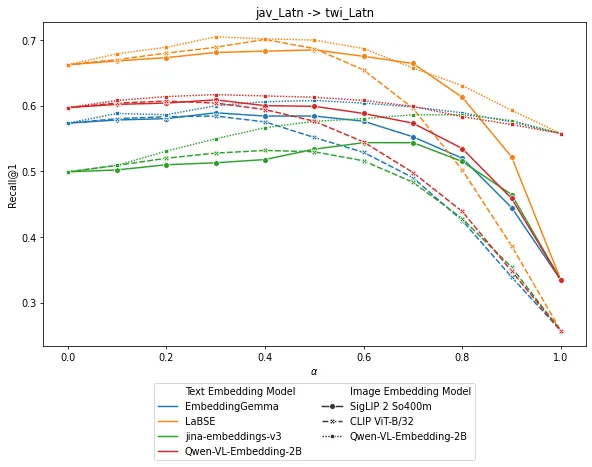 jav_Latn -> twi_Latn
Recall@1
0.7
0.6
0.5
0.4
0.3
0.0 0.2 0.4 0.6 0.8 1.0
α
Text Embedding Model Image Embedding Model
EmbeddingGemma SigLIP 2 So400m
LaBSE CLIP ViT-B/32
jina-embeddings-v3 Qwen-VL-Embedding-2B
Qwen-VL-Embedding-2B